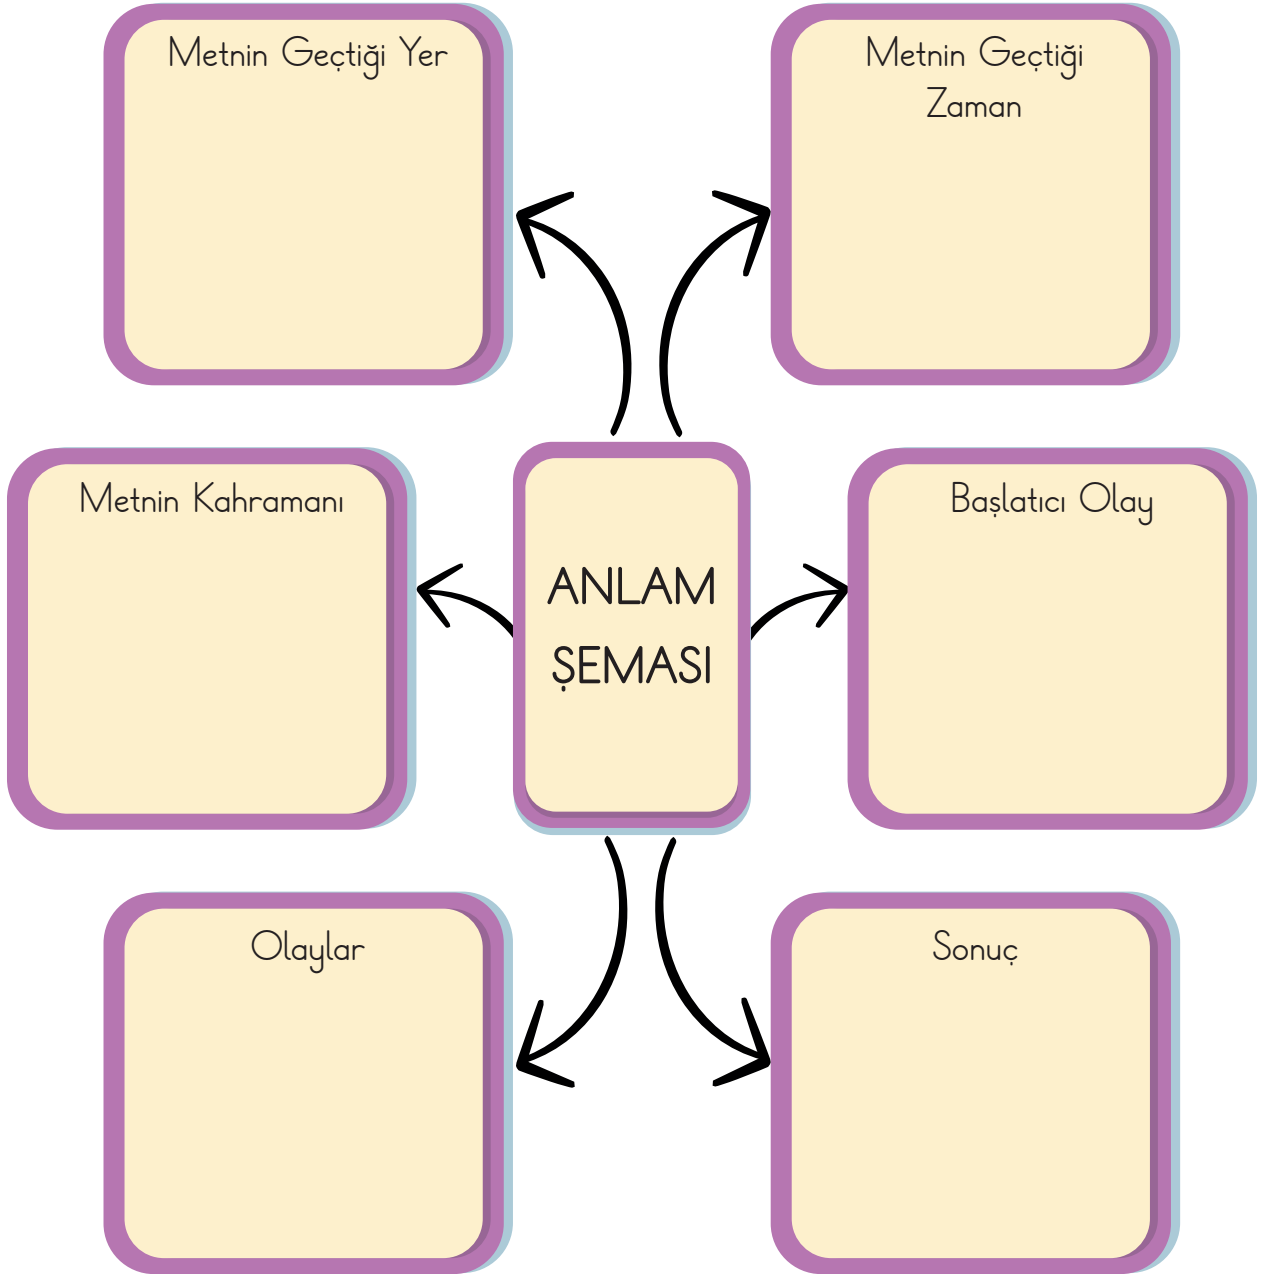 Metnin Geçtiği Yer
Metnin Geçtiği
Zaman
Metnin Kahramanı
ANLAM
ŞEMASI
Başlatıcı Olay
Olaylar
Sonuç